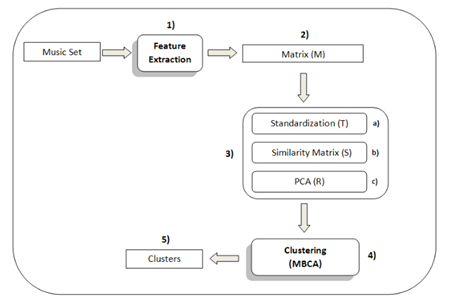 1)
2)
Music Set
Feature
Extraction
Matrix (M)
Standardization (T) a)
3) Similarity Matrix (S) b)
PCA (R) c)
5)
Clusters
Clustering
(MBCA)
4)